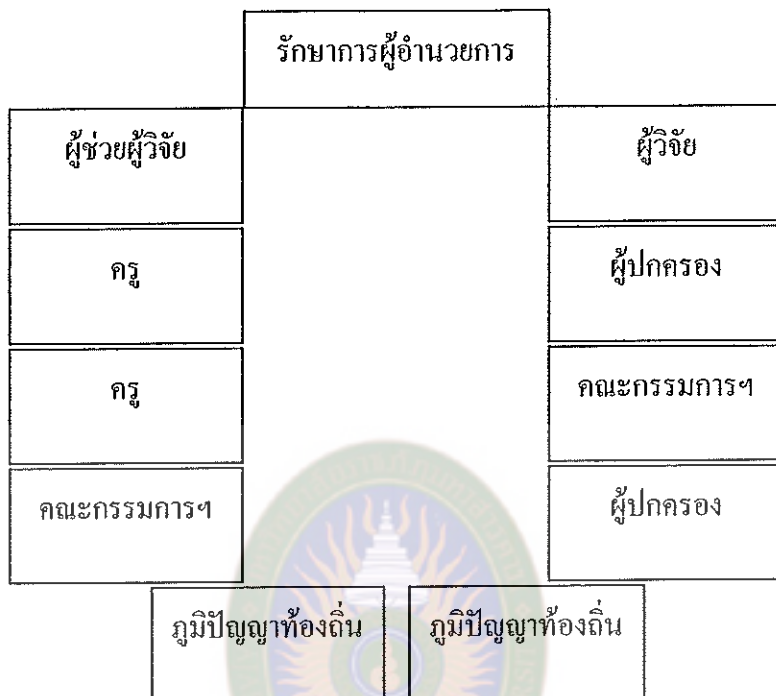 รักษาการผู้อำนวยการ
ผู้ช่วยผู้วิจัย ผู้วิจัย
ครู ผู้ปกครอง
ครู คณะกรรมการฯ
คณะกรรมการฯ ผู้ปกครอง
ภูมิปัญญาท้องถิ่น ภูมิปัญญาท้องถิ่น